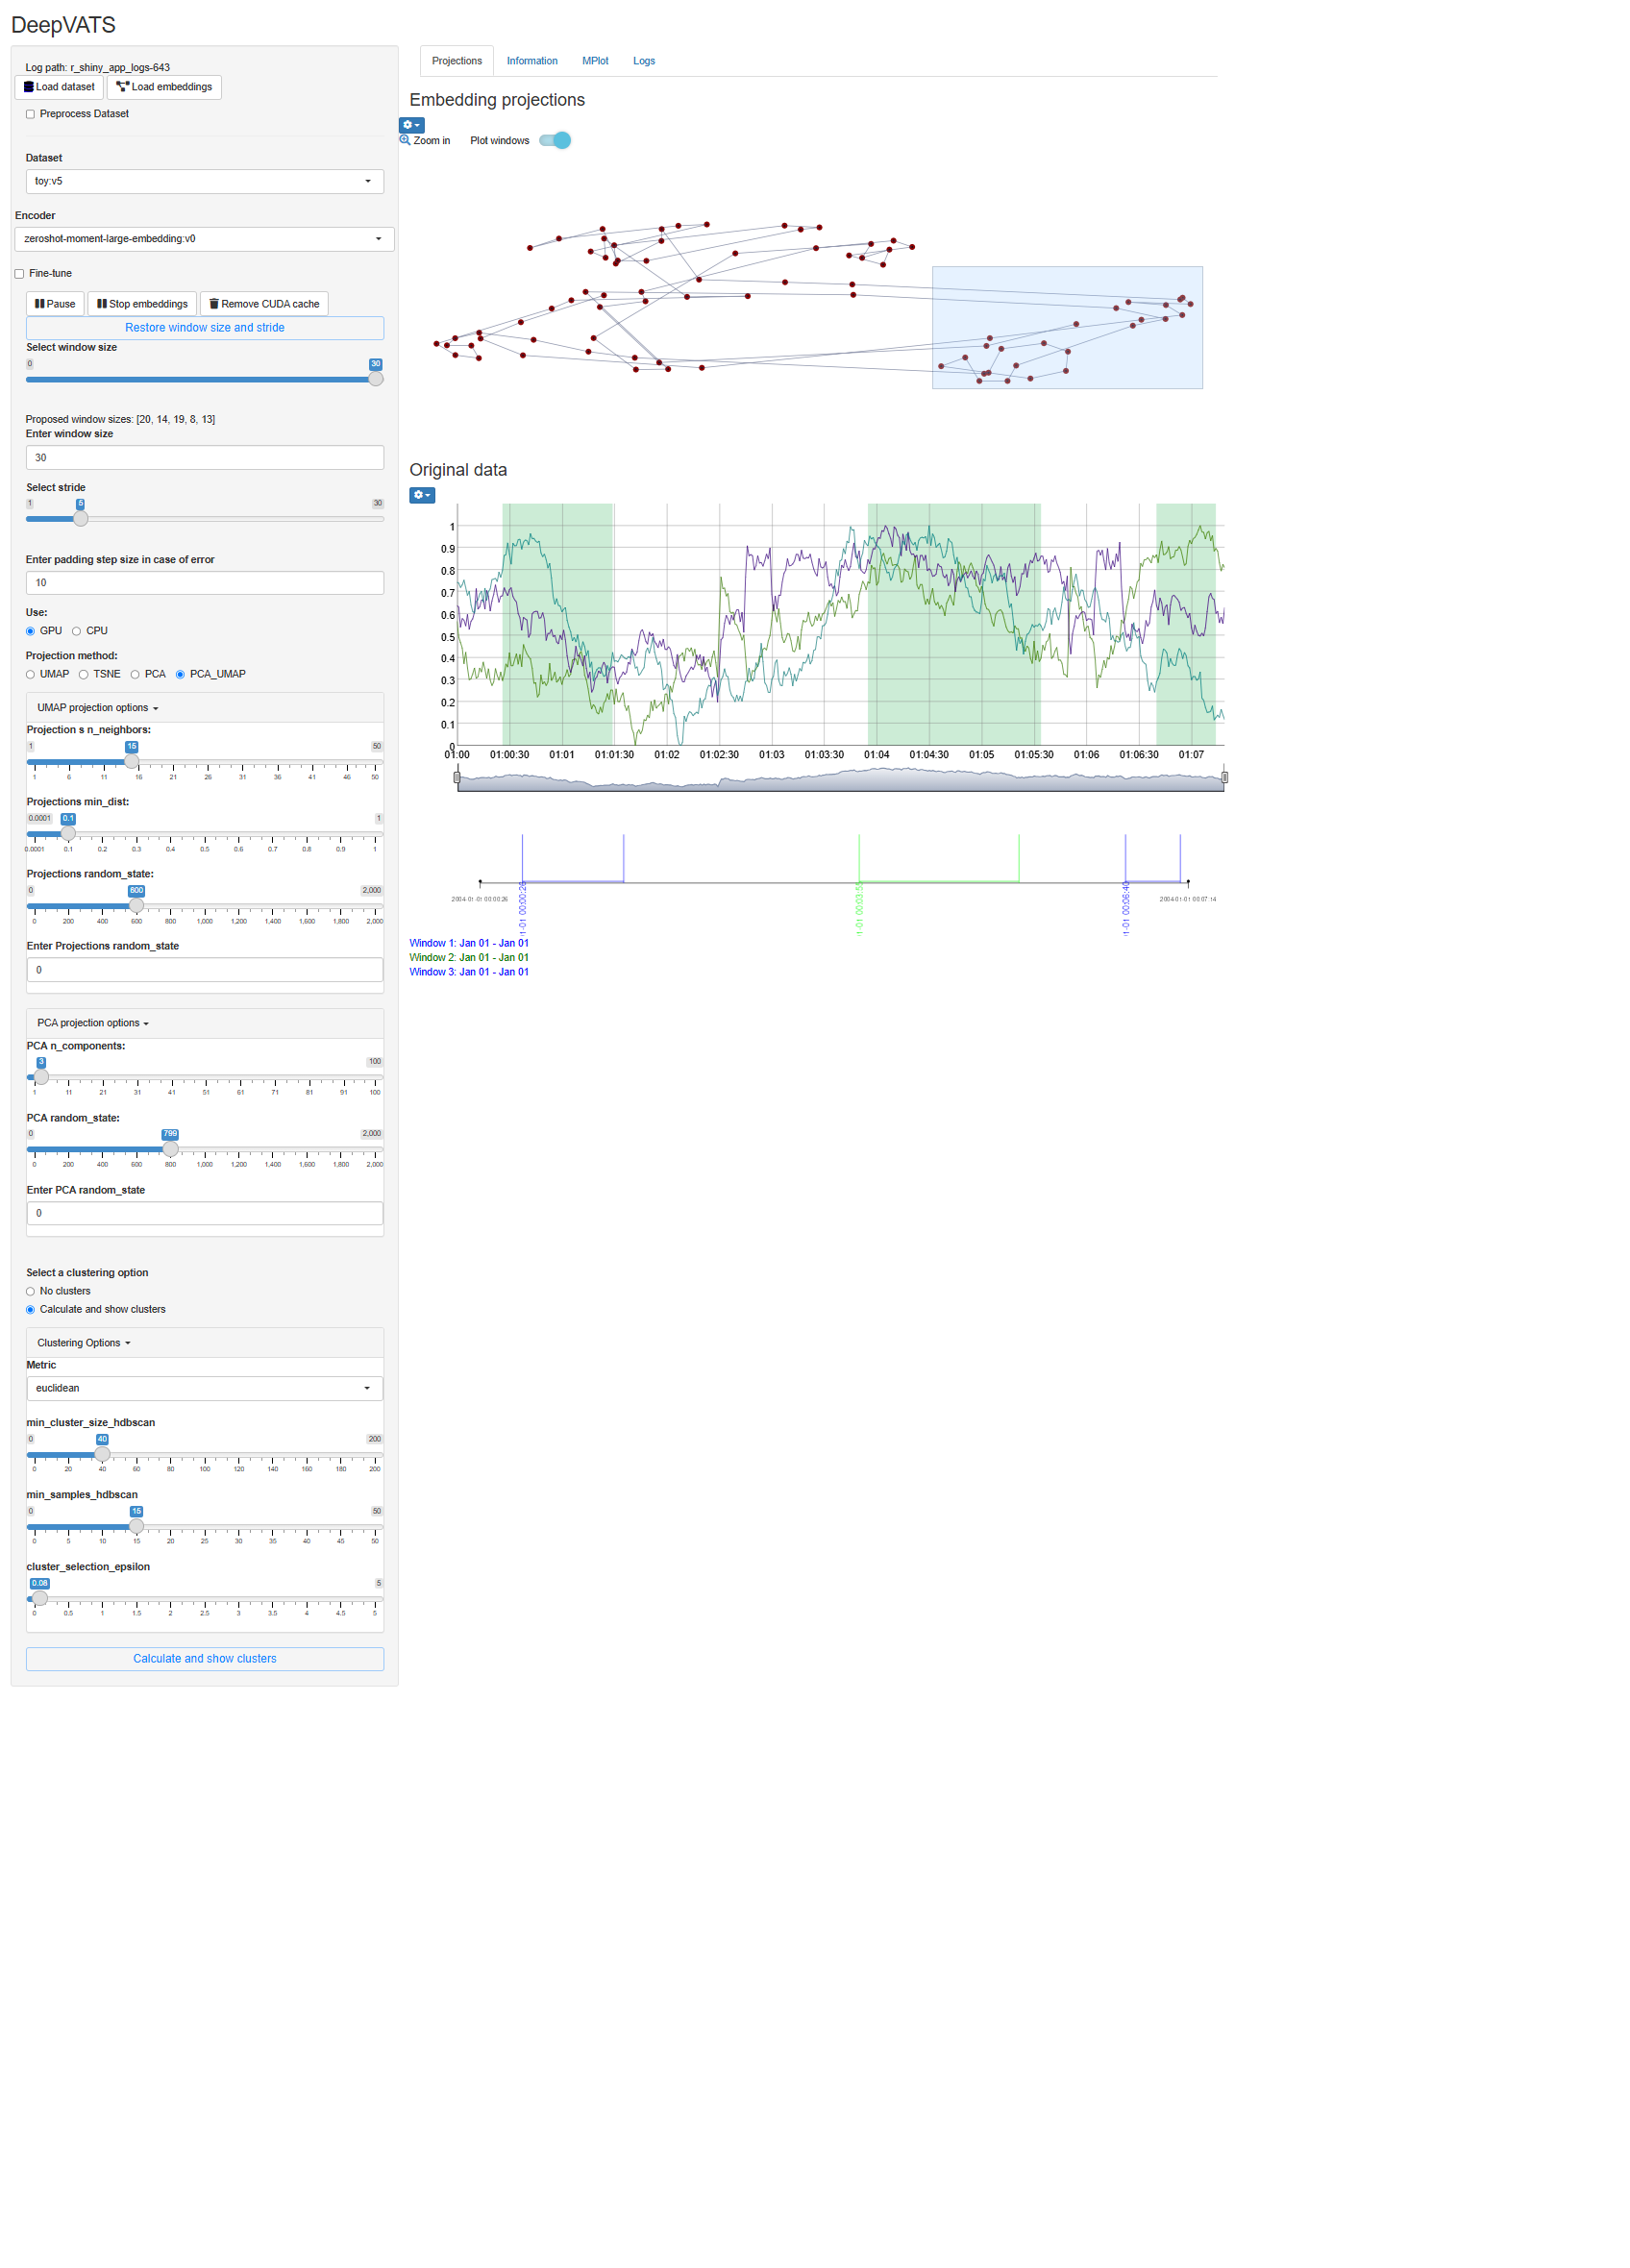 DeepVATS
Log path: r_shiny_app_logs-643
Load dataset
Load embeddings
Preprocess Dataset
Dataset
toy:v5
Encoder
zeroshot-moment-large-embedding:v0
Fine-tune
Pause
Stop embeddings
Remove CUDA cache
Restore window size and stride
Select window size
0 30
Proposed window sizes: [20, 14, 19, 8, 13]
Enter window size
30
Select stride
1 30
Enter padding step size in case of error
10
Use:
GPU CPU
Projection method:
UMAP TSNE PCA PCA_UMAP
UMAP projection options
Projection s n_neighbors:
1 15 50
1 6 11 16 21 26 31 36 41 46 50
Projections min_dist:
0.0001 0.1 1
0.0001 0.1 0.2 0.3 0.4 0.5 0.6 0.7 0.8 0.9 1
Projections random_state:
0 600 2,000
0 200 400 600 800 1,000 1,200 1,400 1,600 1,800 2,000
Enter Projections random_state
0
PCA projection options
PCA n_components:
3 100
1 11 21 31 41 51 61 71 81 91 100
PCA random_state:
0 799 2,000
0 200 400 600 800 1,000 1,200 1,400 1,600 1,800 2,000
Enter PCA random_state
0
Select a clustering option
No clusters
Calculate and show clusters
Clustering Options
Metric
euclidean
min_cluster_size_hdbscan
0 40 200
0 20 40 60 80 100 120 140 160 180 200
min_samples_hdbscan
0 15 50
0 5 10 15 20 25 30 35 40 45 50
cluster_selection_epsilon
0.08 5
0 0.5 1 1.5 2 2.5 3 3.5 4 4.5 5
Calculate and show clusters
Projections Information MPlot Logs
Embedding projections
Zoom in
Plot windows
Original data
1
0.9
0.8
0.7
0.6
0.5
0.4
0.3
0.2
0.1
0
01:00 01:00:30 01:01 01:01:30 01:02 01:02:30 01:03 01:03:30 01:04 01:04:30 01:05 01:05:30 01:06 01:06:30 01:07
2004-01-01 00:00:26
2004-01-01 00:07:14
Window 1: Jan 01 - Jan 01
Window 2: Jan 01 - Jan 01
Window 3: Jan 01 - Jan 01